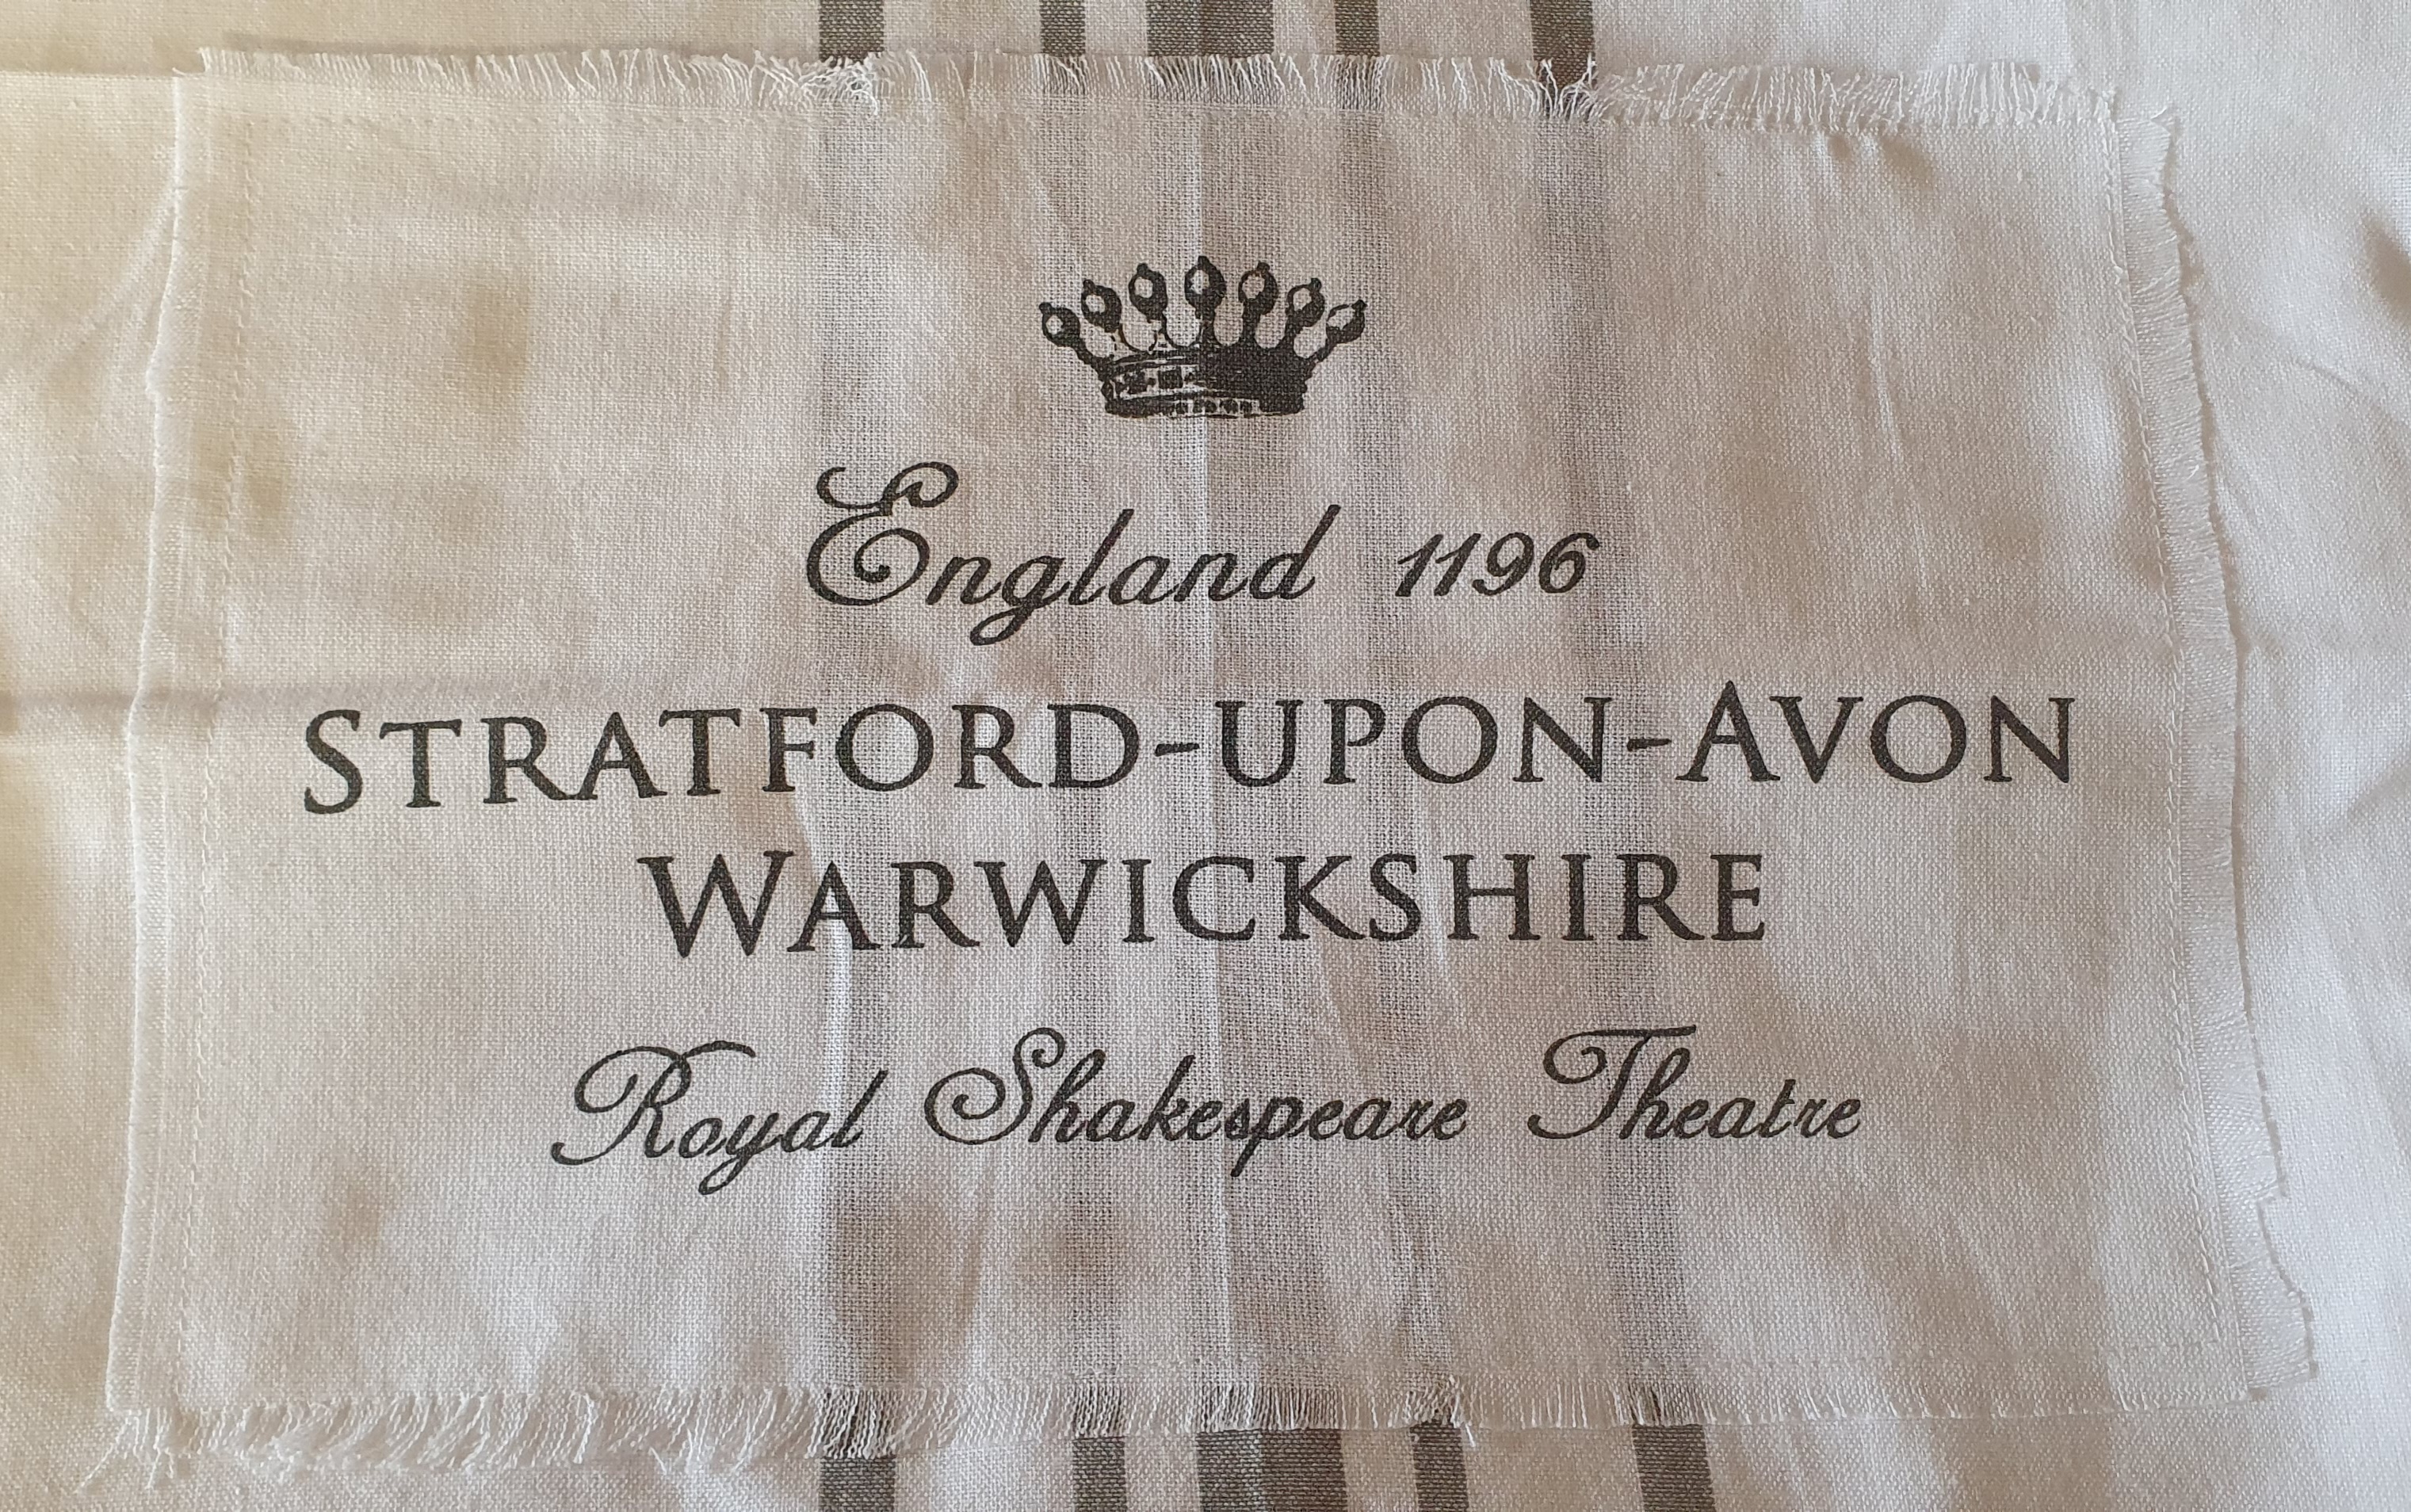 England 1196
STRATFORD-UPON-AVON
WARWICKSHIRE
Royal Shakespeare Theatre